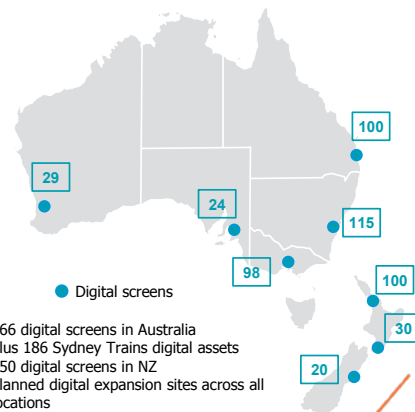 100
29
24
115
98
100
Digital screens
30
66 digital screens in Australia
lus 186 Sydney Trains digital assets
20
50 digital screens in NZ
lanned digital expansion sites across all
ocations